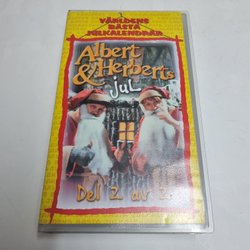 VÄRLDENS
BÄSTA
JULKALENDRAR
Albert
& Herberts
jul
Del 2 av 2